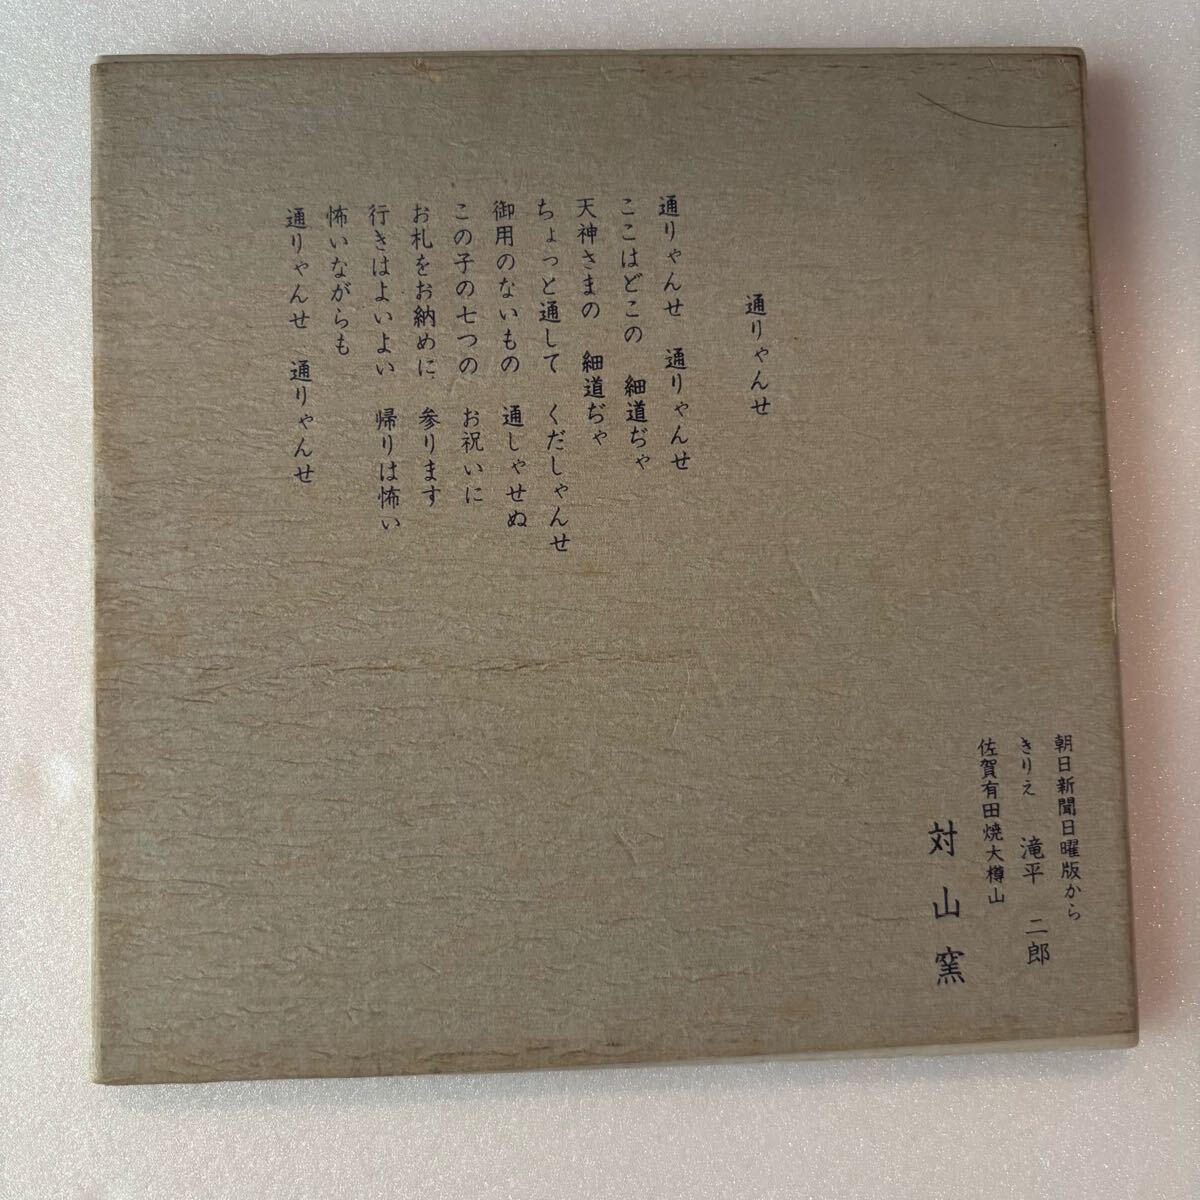 通りゃんせ
通りゃんせ　通りゃんせ
ここはどこの　細道ぢゃ
天神さまの　細道ぢゃ
ちょっと通して　くだしゃんせ
御用のないもの　通しゃせぬ
この子の七つの　お祝いに
お札をお納めに　参ります
行きはよいよい　帰りは怖い
怖いながらも
通りゃんせ　通りゃんせ
朝日新聞日曜版から
きりえ　滝平　二郎
佐賀有田焼大樽山
対山窯